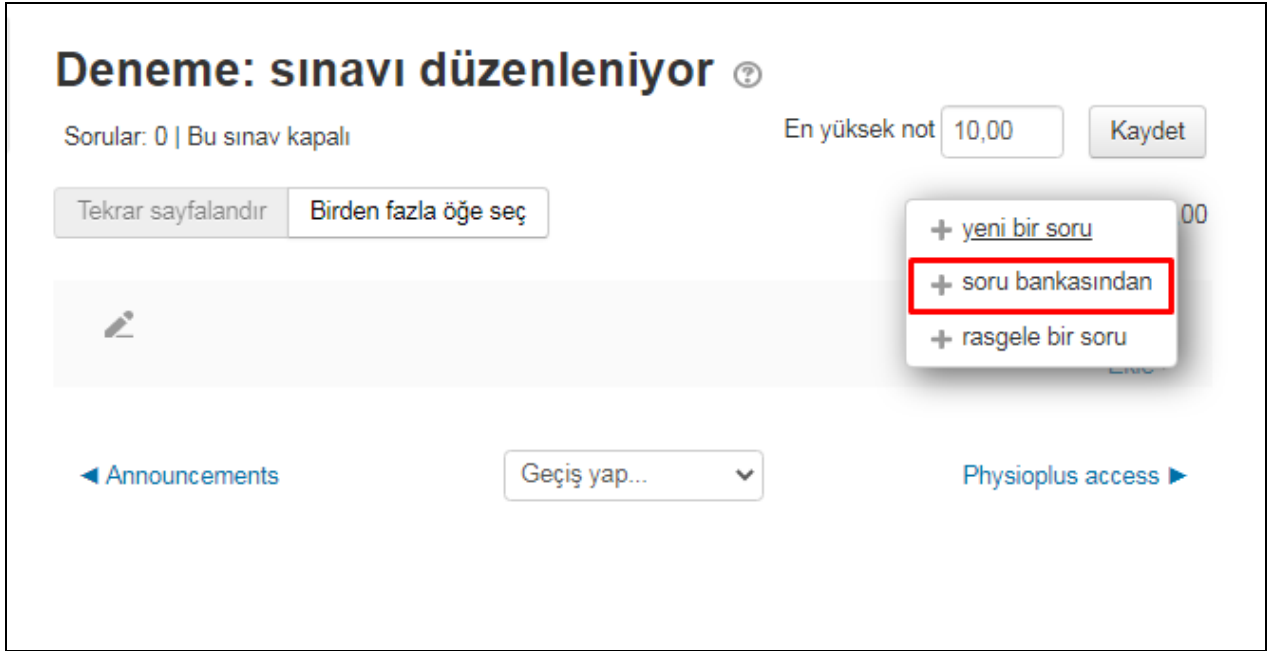 Deneme: sınavı düzenleniyor
Sorular: 0 | Bu sınav kapalı
En yüksek not 10,00 Kaydet
Tekrar sayfalandır Birden fazla öğe seç
,00
+ yeni bir soru
+ soru bankasından
+ rasgele bir soru
◄ Announcements Geçiş yap... Physioplus access ►